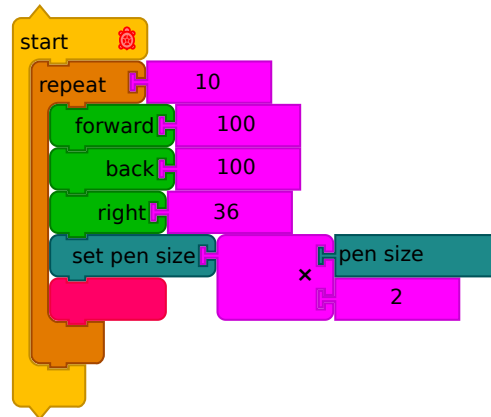 start
repeat 10
forward 100
back 100
right 36
set pen size × pen size
2